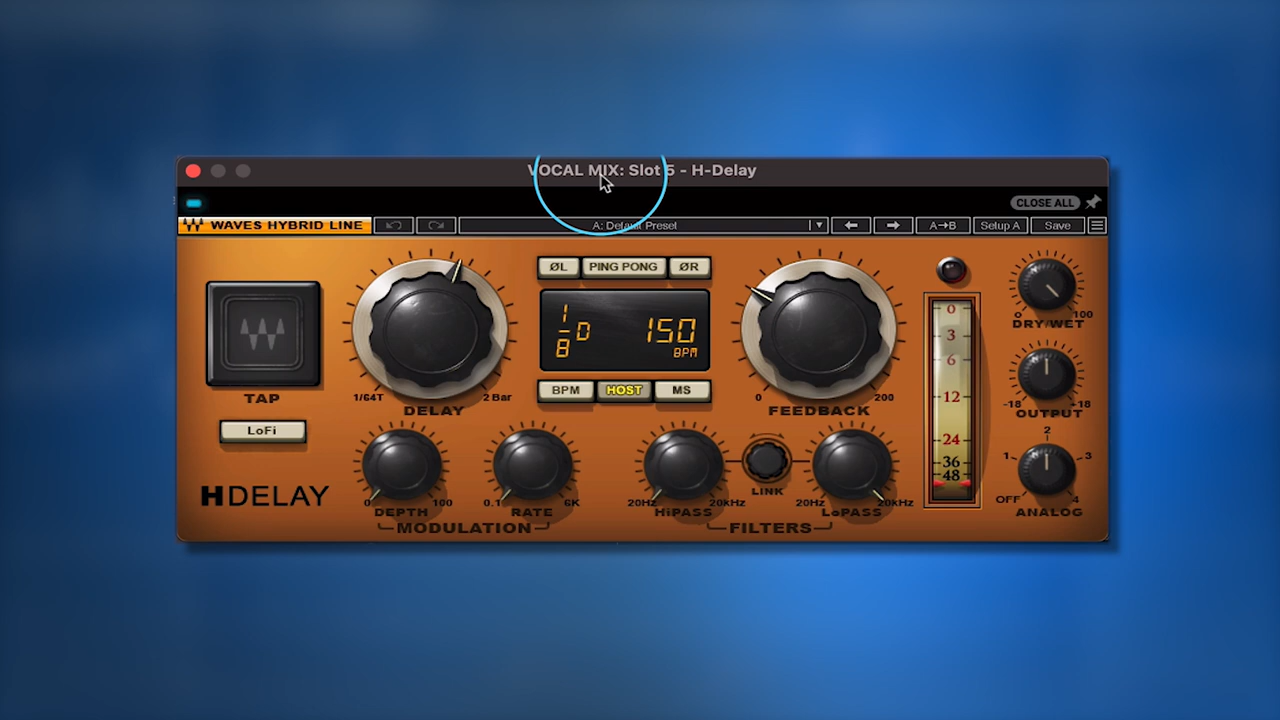 VOCAL MIX: Slot 5 - H-Delay
CLOSE ALL
WAVES HYBRID LINE
A: Default Preset
A→B
Setup A
Save
ØL PING PONG ØR
1/8 D 150 BPM
BPM HOST MS
TAP
LoFi
HDELAY
1/64T 2 Bar
DELAY
0 200
FEEDBACK
0 100
DEPTH
0.1 6K
RATE
MODULATION
20Hz 20kHz
HiPASS
LINK
20Hz 20kHz
LoPASS
FILTERS
0
3
6
12
24
36
48
0 100
DRY/WET
-18 -18
OUTPUT
2
1 3
OFF 4
ANALOG